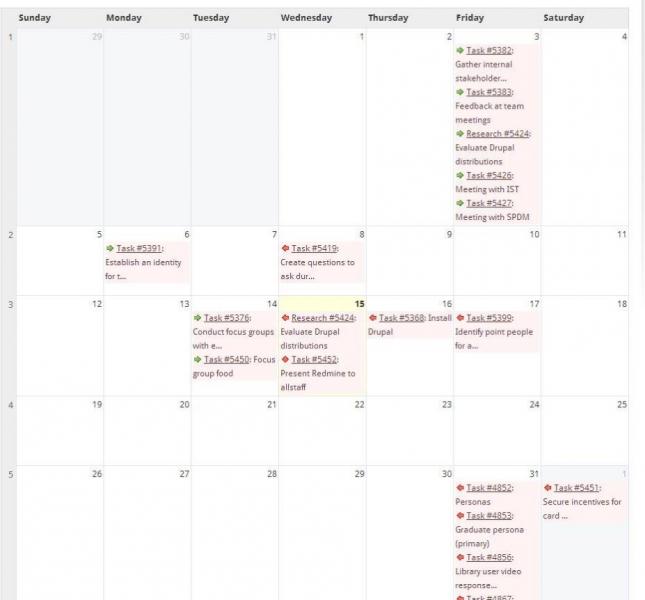 Sunday Monday Tuesday Wednesday Thursday Friday Saturday
1 29 30 31 1 2 3 4
Task #5382:
Gather internal
stakeholder...
Task #5383:
Feedback at team
meetings
Research #5424:
Evaluate Drupal
distributions
Task #5426:
Meeting with IST
Task #5427:
Meeting with SPDM
2 5 6 7 8 9 10 11
Task #5391:
Establish an identity
for t...
Task #5419:
Create questions to
ask dur...
3 12 13 14 15 16 17 18
Task #5376:
Conduct focus groups
with e...
Task #5450: Focus
group food
Research #5424:
Evaluate Drupal
distributions
Task #5452:
Present Redmine to
allstaff
Task #5368: Install
Drupal
Task #5399:
Identify point people
for a...
4 19 20 21 22 23 24 25
5 26 27 28 29 30 31 1
Task #4852:
Personas
Task #4853:
Graduate persona
(primary)
Task #4856:
Library user video
response...
Task #4867:
Task #5451:
Secure incentives for
card ...